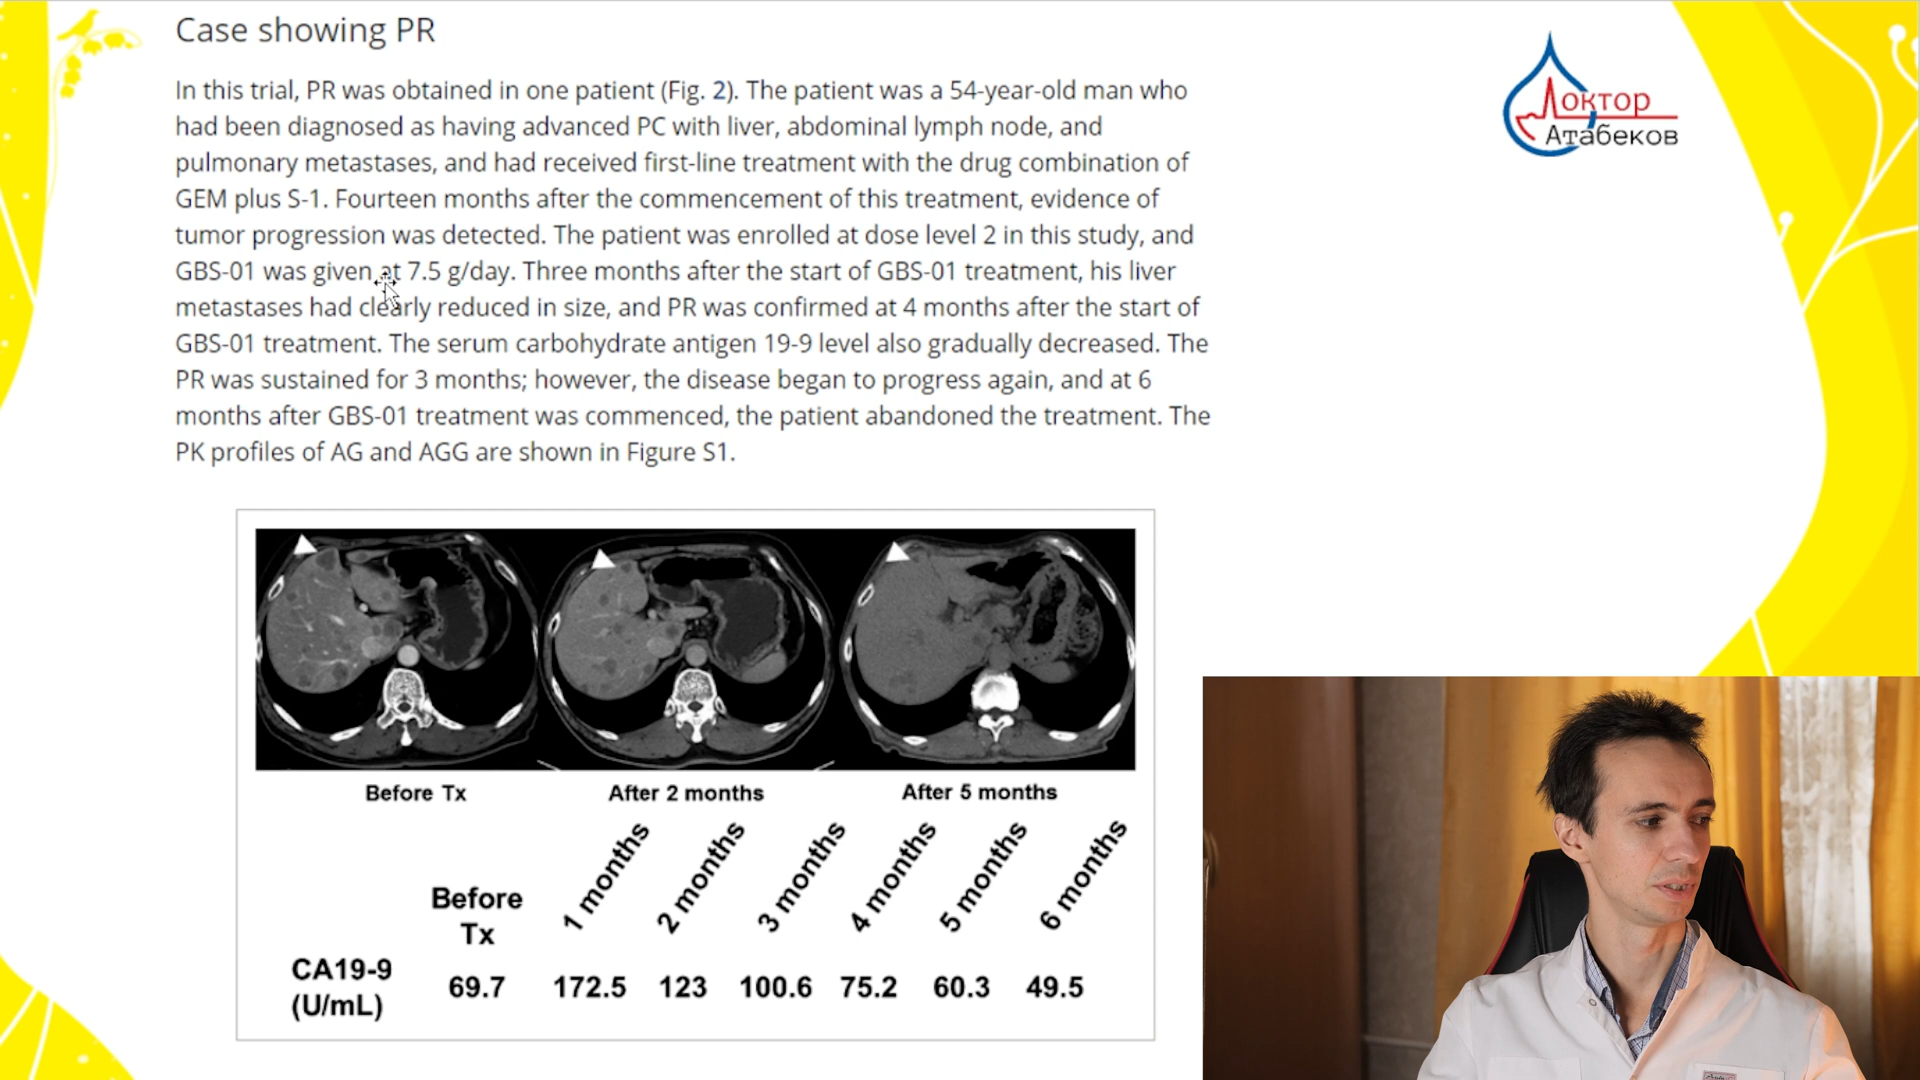 Case showing PR
In this trial, PR was obtained in one patient (Fig. 2). The patient was a 54-year-old man who
had been diagnosed as having advanced PC with liver, abdominal lymph node, and
pulmonary metastases, and had received first-line treatment with the drug combination of
GEM plus S-1. Fourteen months after the commencement of this treatment, evidence of
tumor progression was detected. The patient was enrolled at dose level 2 in this study, and
GBS-01 was given at 7.5 g/day. Three months after the start of GBS-01 treatment, his liver
metastases had clearly reduced in size, and PR was confirmed at 4 months after the start of
GBS-01 treatment. The serum carbohydrate antigen 19-9 level also gradually decreased. The
PR was sustained for 3 months; however, the disease began to progress again, and at 6
months after GBS-01 treatment was commenced, the patient abandoned the treatment. The
PK profiles of AG and AGG are shown in Figure S1.
Доктор
Атабеков
Before Tx After 2 months After 5 months
Before Tx 1 months 2 months 3 months 4 months 5 months 6 months
CA19-9 (U/mL) 69.7 172.5 123 100.6 75.2 60.3 49.5